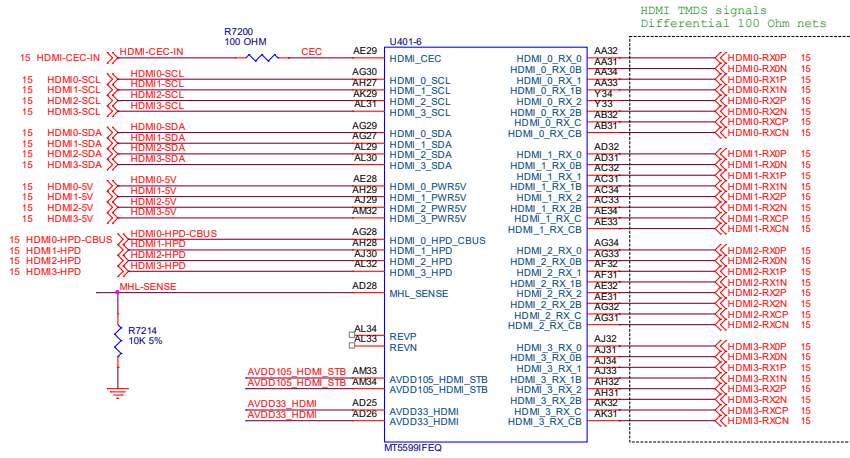 HDMI TMDS signals
Differential 100 Ohm nets
R7200
100 OHM
U401-6
15 HDMI-CEC-IN HDMI-CEC-IN CEC AE29 HDMI_CEC
15 HDMI0-SCL HDMI0-SCL AG30 HDMI_0_SCL
15 HDMI1-SCL HDMI1-SCL AH27 HDMI_1_SCL
15 HDMI2-SCL HDMI2-SCL AK29 HDMI_2_SCL
15 HDMI3-SCL HDMI3-SCL AL31 HDMI_3_SCL
15 HDMI0-SDA HDMI0-SDA AG29 HDMI_0_SDA
15 HDMI1-SDA HDMI1-SDA AG27 HDMI_1_SDA
15 HDMI2-SDA HDMI2-SDA AL29 HDMI_2_SDA
15 HDMI3-SDA HDMI3-SDA AL30 HDMI_3_SDA
15 HDMI0-5V HDMI0-5V AE28 HDMI_0_PWR5V
15 HDMI1-5V HDMI1-5V AH29 HDMI_1_PWR5V
15 HDMI2-5V HDMI2-5V AJ29 HDMI_2_PWR5V
15 HDMI3-5V HDMI3-5V AM32 HDMI_3_PWR5V
15 HDMI0-HPD-CBUS HDMI0-HPD-CBUS AG28 HDMI_0_HPD_CBUS
15 HDMI1-HPD HDMI1-HPD AH28 HDMI_1_HPD
15 HDMI2-HPD HDMI2-HPD AJ30 HDMI_2_HPD
15 HDMI3-HPD HDMI3-HPD AL32 HDMI_3_HPD
MHL-SENSE AD28 MHL_SENSE
R7214
10K 5%
AL34 REVP
AL33 REVN
AVDD105_HDMI_STB AM33 AVDD105_HDMI_STB
AVDD105_HDMI_STB AM34 AVDD105_HDMI_STB
AVDD33_HDMI AD25 AVDD33_HDMI
AVDD33_HDMI AD26 AVDD33_HDMI
HDMI_0_RX_0 AA32 HDMI0-RX0P 15
HDMI_0_RX_0B AA31 HDMI0-RX0N 15
HDMI_0_RX_1 AA34 HDMI0-RX1P 15
HDMI_0_RX_1B AA33 HDMI0-RX1N 15
HDMI_0_RX_2 Y34 HDMI0-RX2P 15
HDMI_0_RX_2B Y33 HDMI0-RX2N 15
HDMI_0_RX_C AB32 HDMI0-RXCP 15
HDMI_0_RX_CB AB31 HDMI0-RXCN 15
HDMI_1_RX_0 AD32 HDMI1-RX0P 15
HDMI_1_RX_0B AD31 HDMI1-RX0N 15
HDMI_1_RX_1 AC32 HDMI1-RX1P 15
HDMI_1_RX_1B AC31 HDMI1-RX1N 15
HDMI_1_RX_2 AC34 HDMI1-RX2P 15
HDMI_1_RX_2B AC33 HDMI1-RX2N 15
HDMI_1_RX_C AE34 HDMI1-RXCP 15
HDMI_1_RX_CB AE33 HDMI1-RXCN 15
HDMI_2_RX_0 AG34 HDMI2-RX0P 15
HDMI_2_RX_0B AG33 HDMI2-RX0N 15
HDMI_2_RX_1 AF32 HDMI2-RX1P 15
HDMI_2_RX_1B AF31 HDMI2-RX1N 15
HDMI_2_RX_2 AE32 HDMI2-RX2P 15
HDMI_2_RX_2B AE31 HDMI2-RX2N 15
HDMI_2_RX_C AG32 HDMI2-RXCP 15
HDMI_2_RX_CB AG31 HDMI2-RXCN 15
HDMI_3_RX_0 AJ32 HDMI3-RX0P 15
HDMI_3_RX_0B AJ31 HDMI3-RX0N 15
HDMI_3_RX_1 AJ34 HDMI3-RX1P 15
HDMI_3_RX_1B AJ33 HDMI3-RX1N 15
HDMI_3_RX_2 AH32 HDMI3-RX2P 15
HDMI_3_RX_2B AH31 HDMI3-RX2N 15
HDMI_3_RX_C AK32 HDMI3-RXCP 15
HDMI_3_RX_CB AK31 HDMI3-RXCN 15
MT5599IFEQ